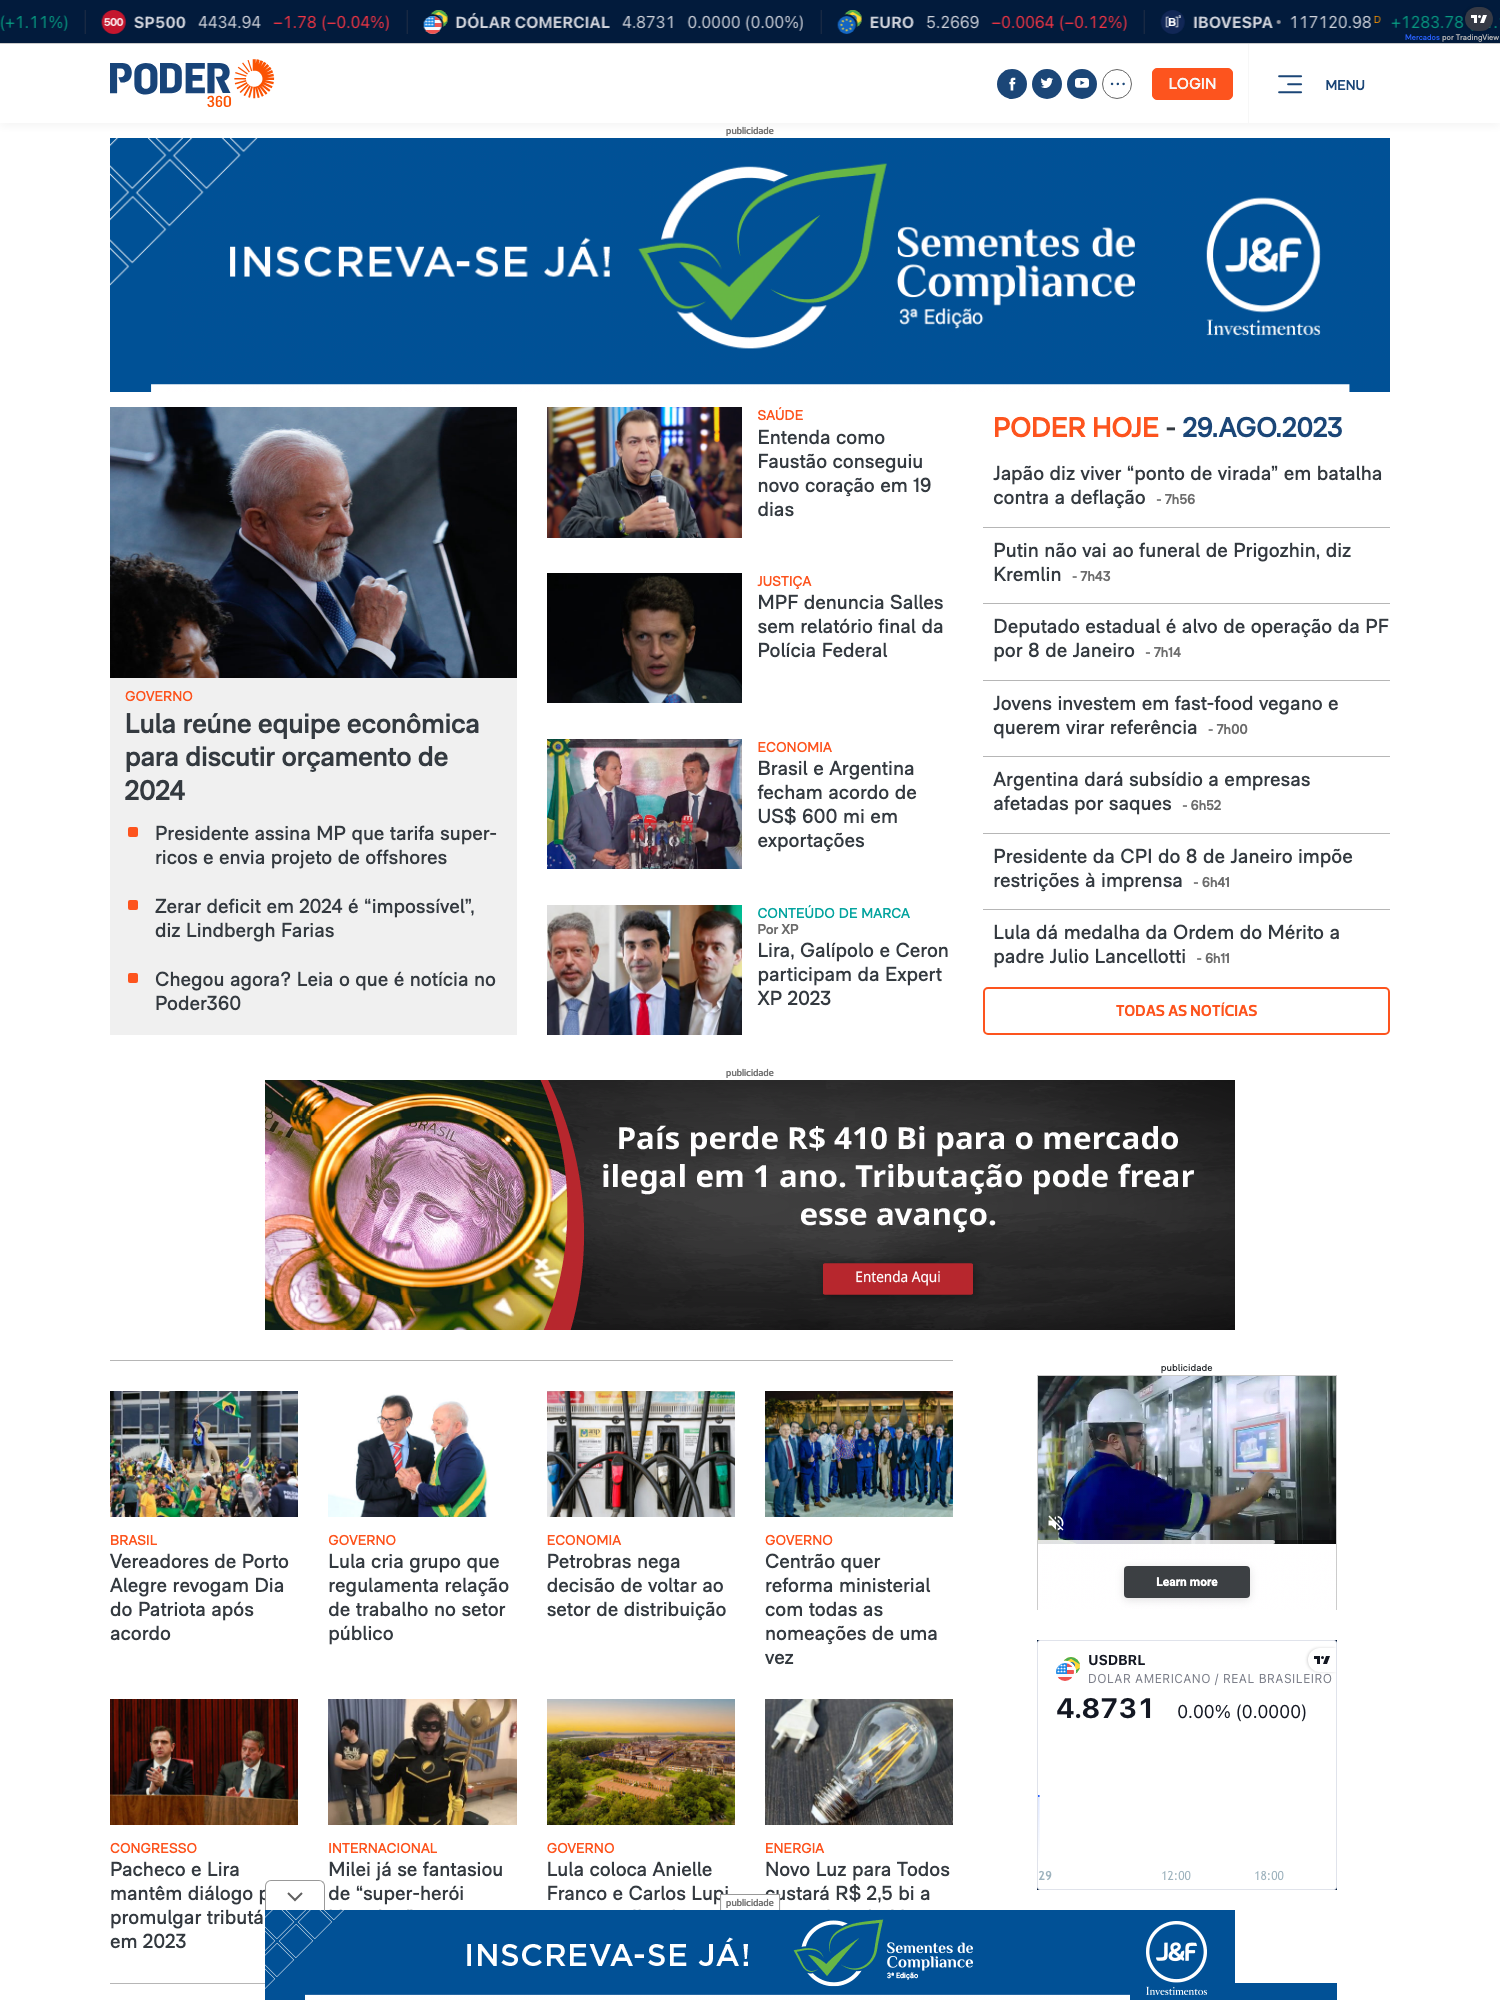 (+1.11%)
500 SP500 4434.94 −1.78 (−0.04%)
DÓLAR COMERCIAL 4.8731 0.0000 (0.00%)
EURO 5.2669 −0.0064 (−0.12%)
IBOVESPA 117120.98 D +1283.78
Mercados por TradingView
PODER
360
LOGIN
MENU
publicidade
INSCREVA-SE JÁ!
Sementes de
Compliance
3ª Edição
J&F
Investimentos
GOVERNO
Lula reúne equipe econômica
para discutir orçamento de
2024
Presidente assina MP que tarifa super-
ricos e envia projeto de offshores
Zerar deficit em 2024 é “impossível”,
diz Lindbergh Farias
Chegou agora? Leia o que é notícia no
Poder360
SAÚDE
Entenda como
Faustão conseguiu
novo coração em 19
dias
JUSTIÇA
MPF denuncia Salles
sem relatório final da
Polícia Federal
ECONOMIA
Brasil e Argentina
fecham acordo de
US$ 600 mi em
exportações
CONTEÚDO DE MARCA
Por XP
Lira, Galípolo e Ceron
participam da Expert
XP 2023
PODER HOJE - 29.AGO.2023
Japão diz viver “ponto de virada” em batalha
contra a deflação - 7h56
Putin não vai ao funeral de Prigozhin, diz
Kremlin - 7h43
Deputado estadual é alvo de operação da PF
por 8 de Janeiro - 7h14
Jovens investem em fast-food vegano e
querem virar referência - 7h00
Argentina dará subsídio a empresas
afetadas por saques - 6h52
Presidente da CPI do 8 de Janeiro impõe
restrições à imprensa - 6h41
Lula dá medalha da Ordem do Mérito a
padre Julio Lancellotti - 6h11
TODAS AS NOTÍCIAS
publicidade
BRASIL
País perde R$ 410 Bi para o mercado
ilegal em 1 ano. Tributação pode frear
esse avanço.
Entenda Aqui
publicidade
Learn more
BRASIL
Vereadores de Porto
Alegre revogam Dia
do Patriota após
acordo
GOVERNO
Lula cria grupo que
regulamenta relação
de trabalho no setor
público
ECONOMIA
Petrobras nega
decisão de voltar ao
setor de distribuição
GOVERNO
Centrão quer
reforma ministerial
com todas as
nomeações de uma
vez
USDBRL
DOLAR AMERICANO / REAL BRASILEIRO
4.8731 0.00% (0.0000)
29 12:00 18:00
CONGRESSO
Pacheco e Lira
mantêm diálogo p
promulgar tributá
em 2023
INTERNACIONAL
Milei já se fantasiou
de “super-herói
GOVERNO
Lula coloca Anielle
Franco e Carlos Lupi
ENERGIA
Novo Luz para Todos
custará R$ 2,5 bi a
publicidade
INSCREVA-SE JÁ!
Sementes de
Compliance
3ª Edição
J&F
Investimentos